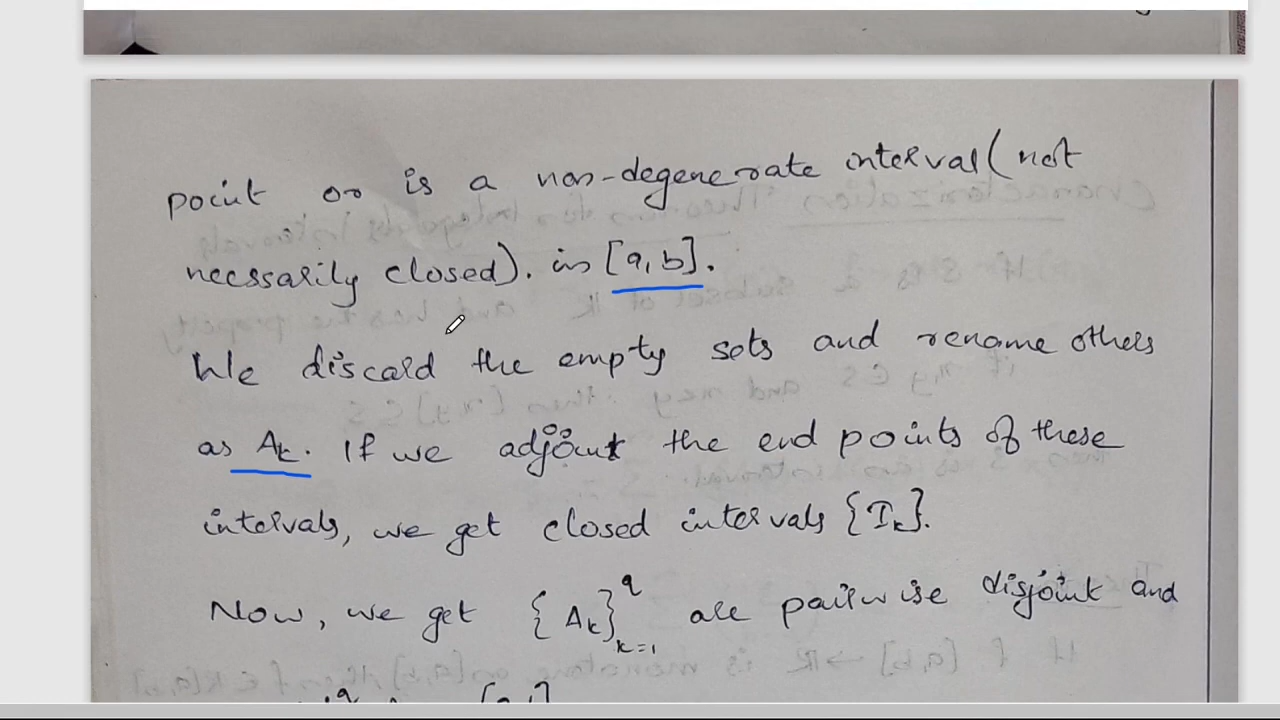 point or is a non-degenerate interval (not
necessarily closed). in [a, b].
We discard the empty sets and rename others
as Aₖ. If we adjoint the end points of these
intervals, we get closed intervals {Iₖ}.
Now, we get {Aₖ}_{k=1}^{q} are pairwise disjoint and